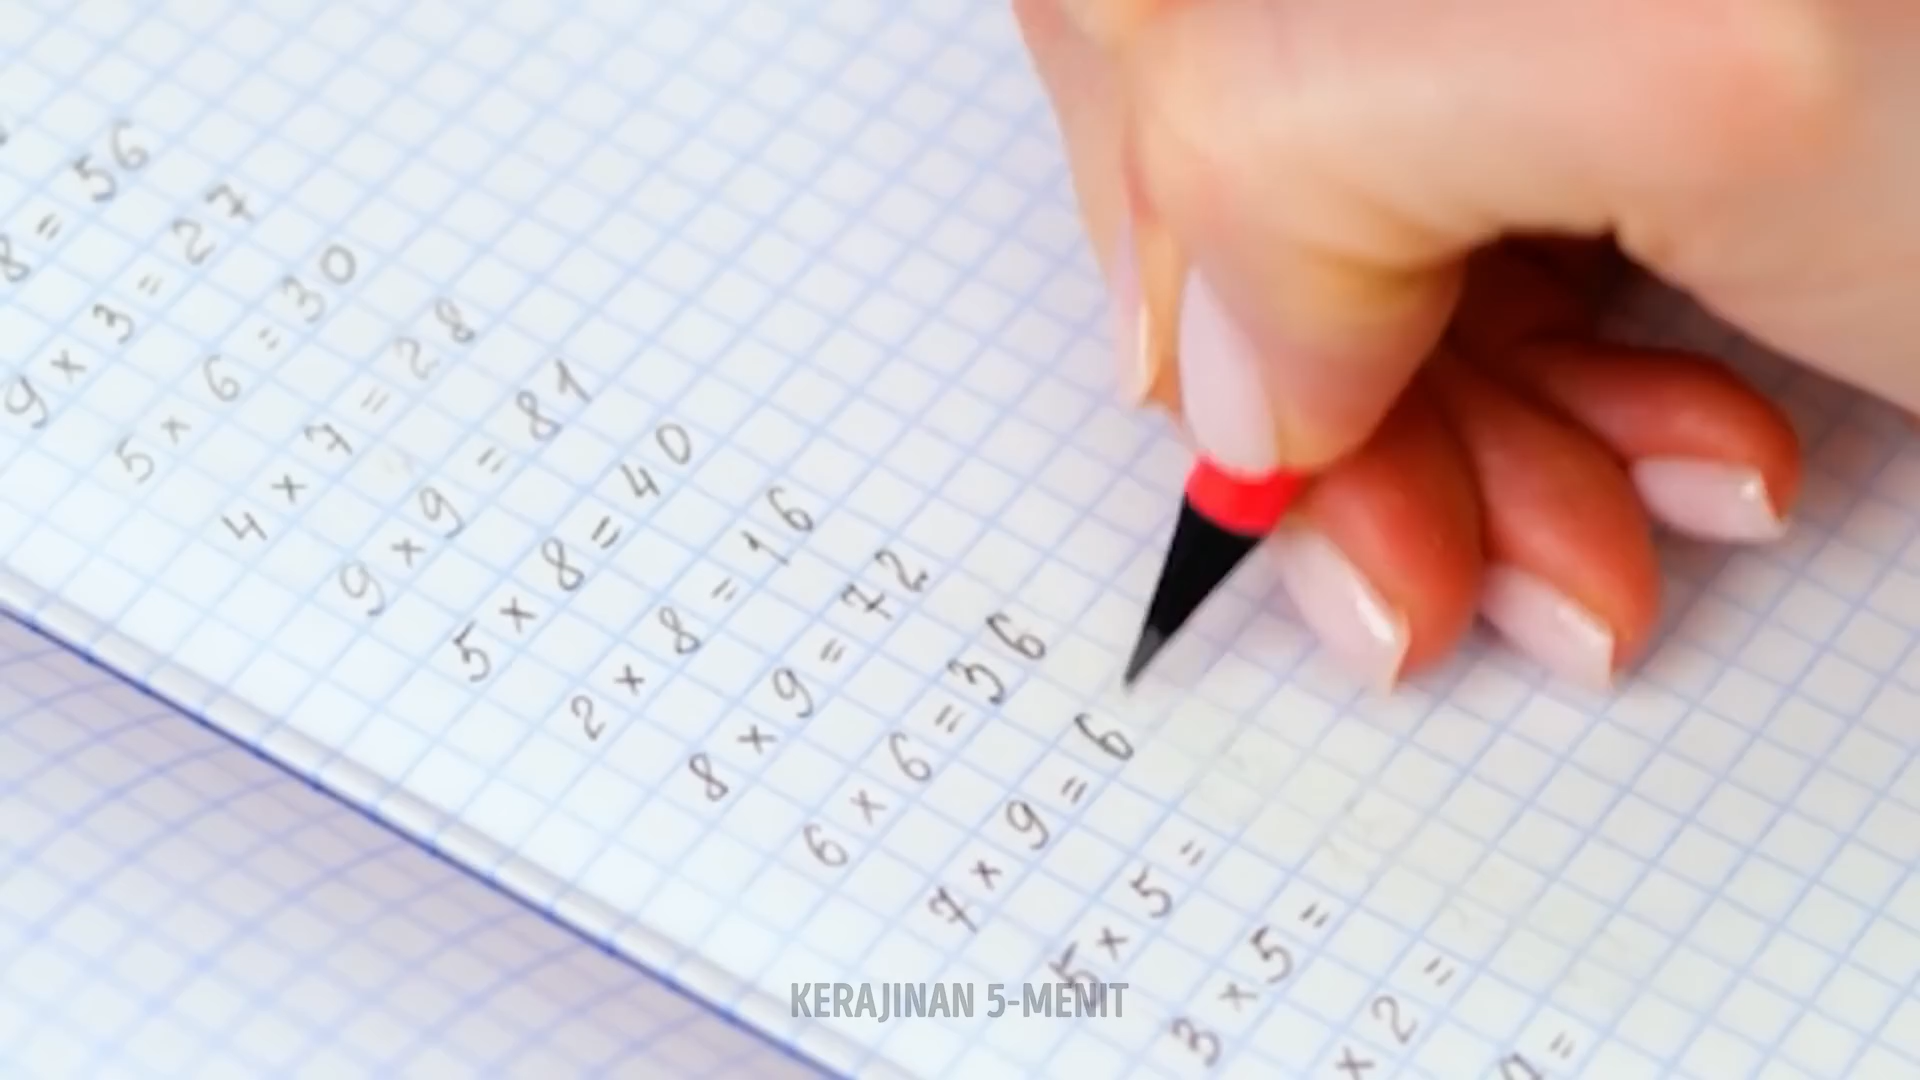 8 = 56
9 × 3 = 27
5 × 6 = 30
4 × 7 = 28
9 × 9 = 81
5 × 8 = 40
2 × 8 = 16
8 × 9 = 72
6 × 6 = 36
7 × 9 = 6
5 × 5 =
3 × 5 =
× 2 =
=
KERAJINAN 5-MENIT